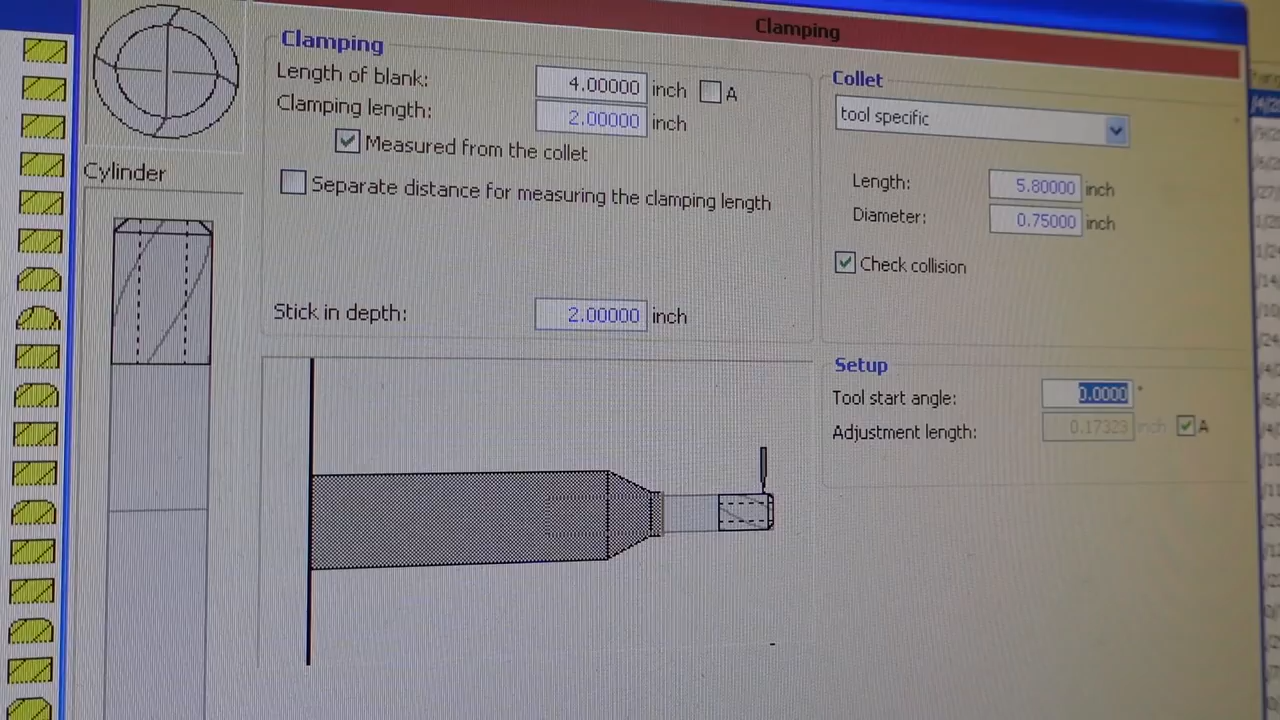 Clamping
Clamping
Length of blank: 4.00000 inch A
Clamping length: 2.00000 inch
Measured from the collet
Separate distance for measuring the clamping length
Stick in depth: 2.00000 inch
Cylinder
Collet
tool specific
Length: 5.80000 inch
Diameter: 0.75000 inch
Check collision
Setup
Tool start angle: 0.0000 °
Adjustment length: 0.17323 inch A